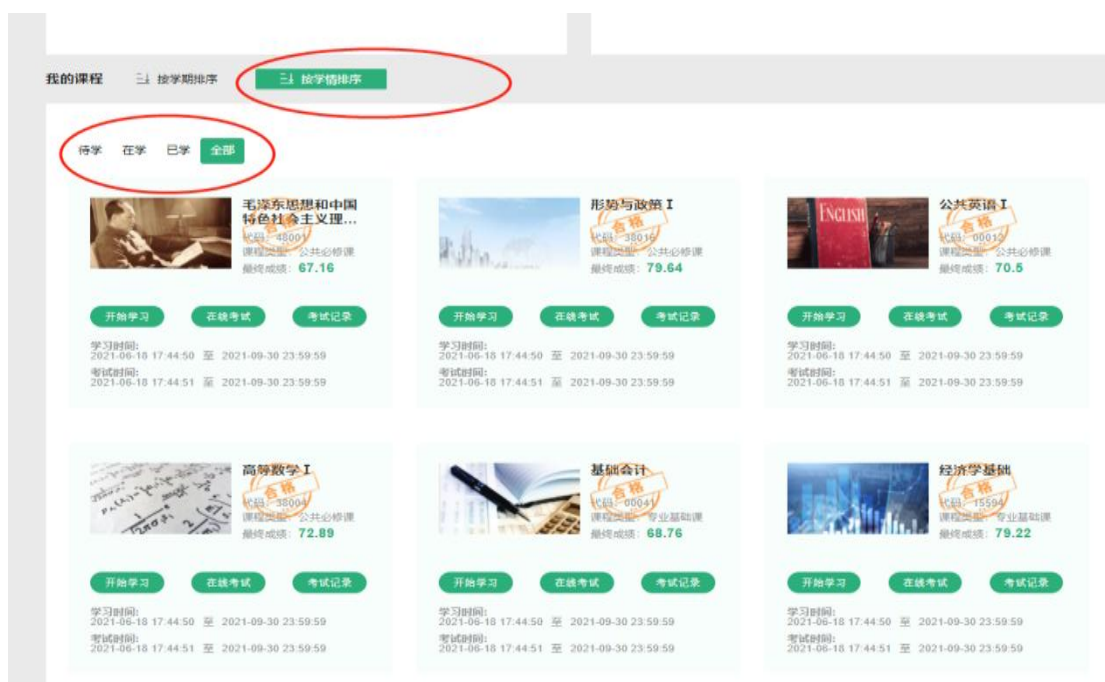 我的课程 按学期排序 按学情排序
待学 在学 已学 全部
毛泽东思想和中国
特色社会主义理...
合格
代码：48001
课程类型：公共必修课
最终成绩：67.16
开始学习 在线考试 考试记录
学习时间:
2021-06-18 17:44:50 至 2021-09-30 23:59:59
考试时间:
2021-06-18 17:44:51 至 2021-09-30 23:59:59
形势与政策 I
合格
代码：38016
课程类型：公共必修课
最终成绩：79.64
开始学习 在线考试 考试记录
学习时间:
2021-06-18 17:44:50 至 2021-09-30 23:59:59
考试时间:
2021-06-18 17:44:51 至 2021-09-30 23:59:59
ENGLISH
公共英语 I
合格
代码：00012
课程类型：公共必修课
最终成绩：70.5
开始学习 在线考试 考试记录
学习时间:
2021-06-18 17:44:50 至 2021-09-30 23:59:59
考试时间:
2021-06-18 17:44:51 至 2021-09-30 23:59:59
高等数学 I
合格
代码：38004
课程类型：公共必修课
最终成绩：72.89
开始学习 在线考试 考试记录
学习时间:
2021-06-18 17:44:50 至 2021-09-30 23:59:59
考试时间:
2021-06-18 17:44:51 至 2021-09-30 23:59:59
基础会计
合格
代码：00041
课程类型：专业基础课
最终成绩：68.76
开始学习 在线考试 考试记录
学习时间:
2021-06-18 17:44:50 至 2021-09-30 23:59:59
考试时间:
2021-06-18 17:44:51 至 2021-09-30 23:59:59
经济学基础
合格
代码：15594
课程类型：专业基础课
最终成绩：79.22
开始学习 在线考试 考试记录
学习时间:
2021-06-18 17:44:50 至 2021-09-30 23:59:59
考试时间:
2021-06-18 17:44:51 至 2021-09-30 23:59:59